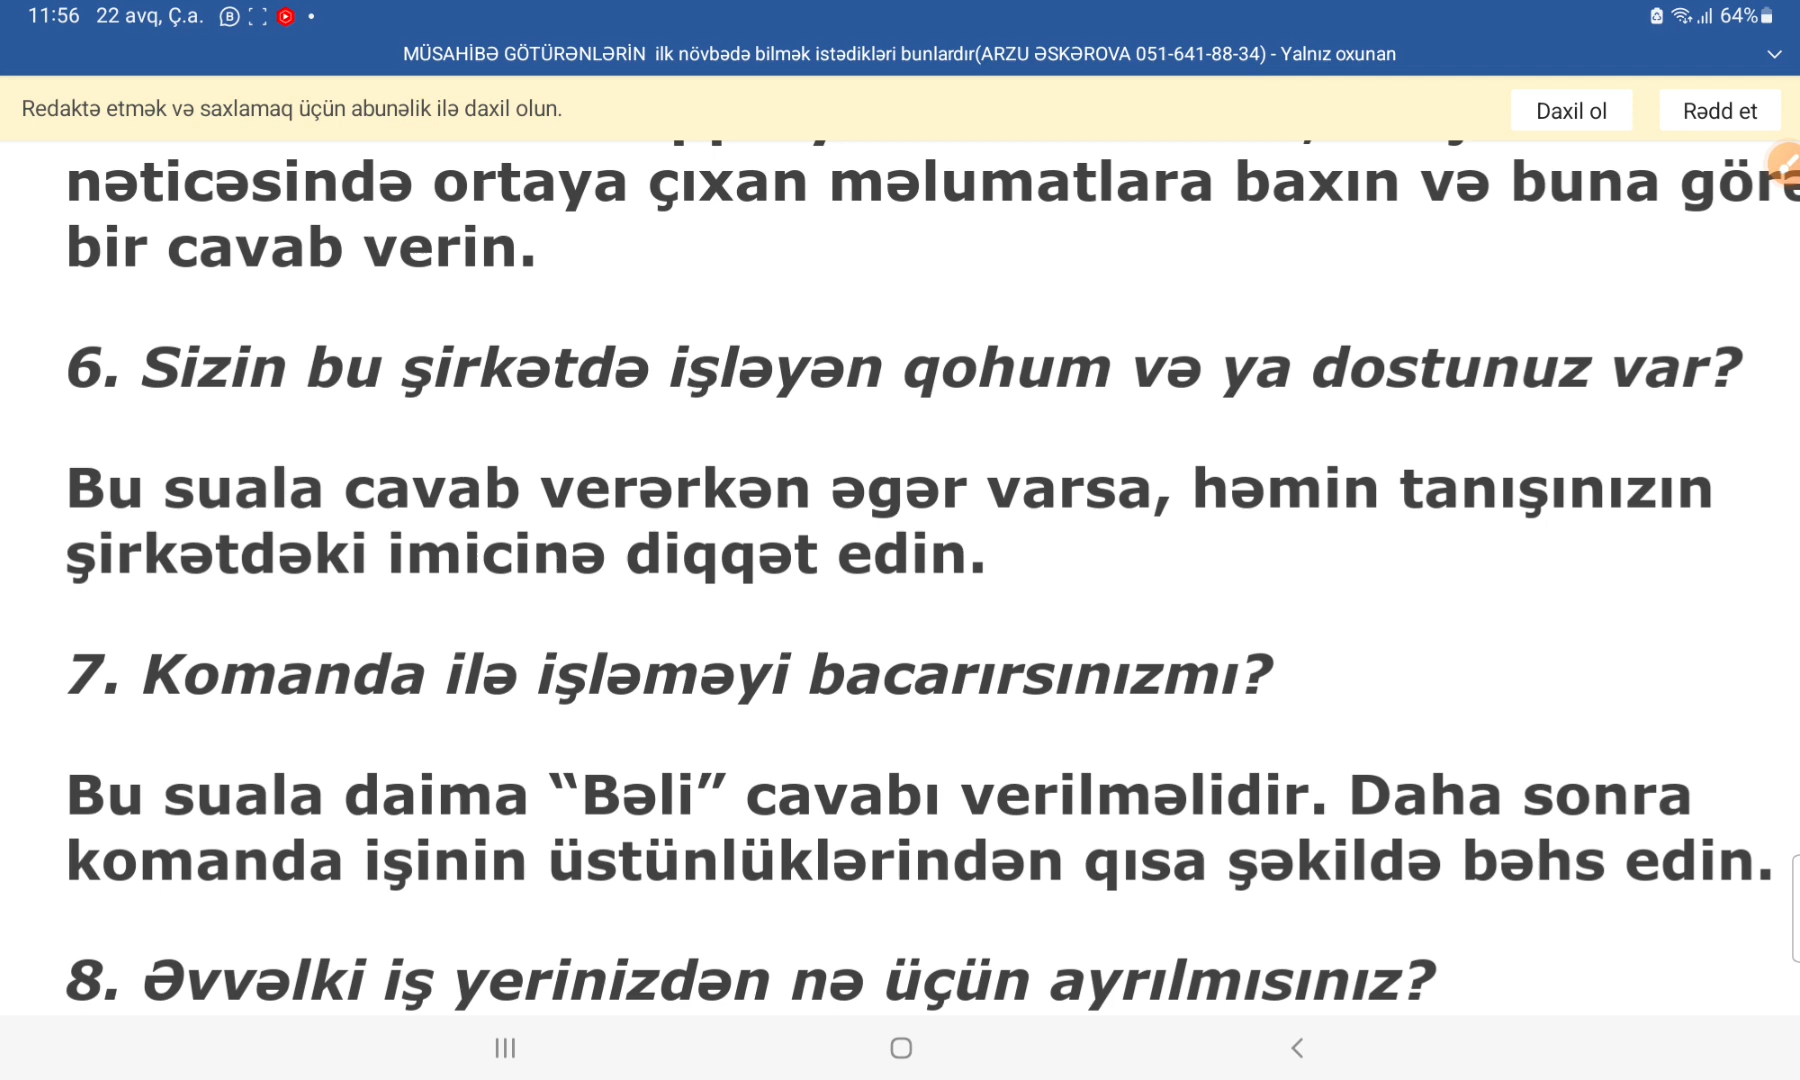 11:56 22 avq, Ç.a.
64%
MÜSAHİBƏ GÖTÜRƏNLƏRİN ilk növbədə bilmək istədikləri bunlardır(ARZU ƏSKƏROVA 051-641-88-34) - Yalnız oxunan
Redaktə etmək və saxlamaq üçün abunəlik ilə daxil olun.
Daxil ol
Rədd et
nəticəsində ortaya çıxan məlumatlara baxın və buna görə
bir cavab verin.
6. Sizin bu şirkətdə işləyən qohum və ya dostunuz var?
Bu suala cavab verərkən əgər varsa, həmin tanışınızın
şirkətdəki imicinə diqqət edin.
7. Komanda ilə işləməyi bacarırsınızmı?
Bu suala daima “Bəli” cavabı verilməlidir. Daha sonra
komanda işinin üstünlüklərindən qısa şəkildə bəhs edin.
8. Əvvəlki iş yerinizdən nə üçün ayrılmısınız?